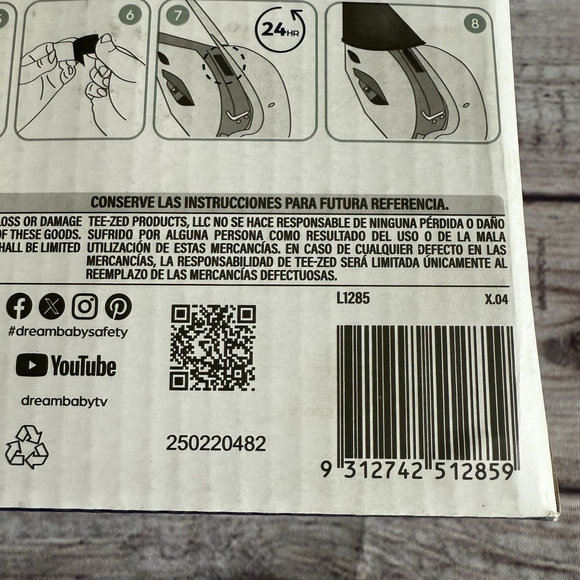 5
6
7
24HR
8
CONSERVE LAS INSTRUCCIONES PARA FUTURA REFERENCIA.
LOSS OR DAMAGE
OF THESE GOODS.
HALL BE LIMITED
TEE-ZED PRODUCTS, LLC NO SE HACE RESPONSABLE DE NINGUNA PÉRDIDA O DAÑO
SUFRIDO POR ALGUNA PERSONA COMO RESULTADO DEL USO O DE LA MALA
UTILIZACIÓN DE ESTAS MERCANCÍAS. EN CASO DE CUALQUIER DEFECTO EN LAS
MERCANCÍAS, LA RESPONSABILIDAD DE TEE-ZED SERÁ LIMITADA ÚNICAMENTE AL
REEMPLAZO DE LAS MERCANCÍAS DEFECTUOSAS.
L1285 X.04
#dreambabysafety
YouTube
dreambabytv
250220482
9 312742 512859